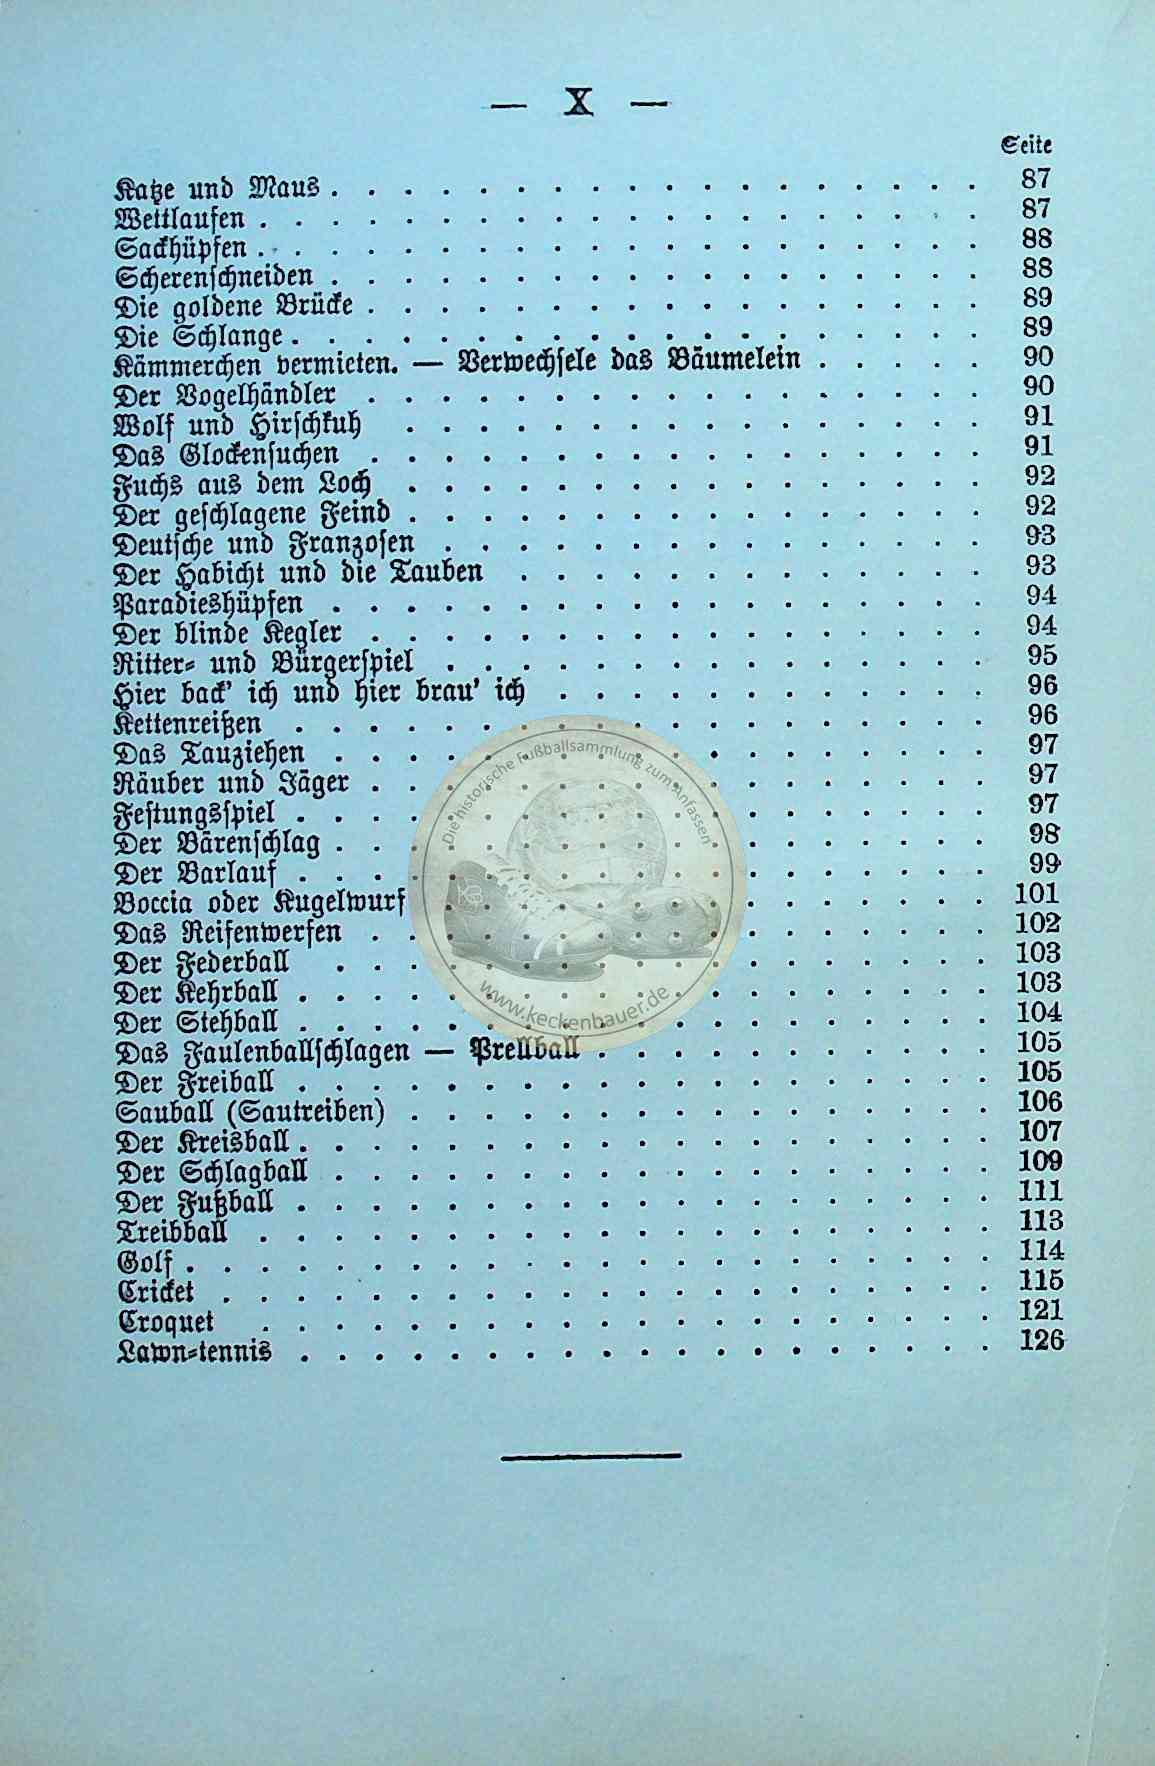 — X —
Seite
Katze und Maus . . . . . . . . . . . . . . . . . . 87
Wettlaufen . . . . . . . . . . . . . . . . . . . . 87
Sackhüpfen . . . . . . . . . . . . . . . . . . . . 88
Scherenschneiden . . . . . . . . . . . . . . . . . . 88
Die goldene Brücke . . . . . . . . . . . . . . . . . 89
Die Schlange . . . . . . . . . . . . . . . . . . . 89
Kämmerchen vermieten. — Verwechsele das Bäumelein . . . . . 90
Der Vogelhändler . . . . . . . . . . . . . . . . . 90
Wolf und Hirschkuh . . . . . . . . . . . . . . . . 91
Das Glockensuchen . . . . . . . . . . . . . . . . . 91
Fuchs aus dem Loch . . . . . . . . . . . . . . . . 92
Der geschlagene Feind . . . . . . . . . . . . . . . . 92
Deutsche und Franzosen . . . . . . . . . . . . . . . 93
Der Habicht und die Tauben . . . . . . . . . . . . . 93
Paradieshüpfen . . . . . . . . . . . . . . . . . . 94
Der blinde Kegler . . . . . . . . . . . . . . . . . 94
Ritter- und Bürgerspiel . . . . . . . . . . . . . . . 95
Hier back' ich und hier brau' ich . . . . . . . . . . . . 96
Kettenreißen . . . . . . . . . . . . . . . . . . . 96
Das Tauziehen . . . . . . . . . . . . . . . . . . 97
Räuber und Jäger . . . . . . . . . . . . . . . . . 97
Festungsspiel . . . . . . . . . . . . . . . . . . . 97
Der Bärenschlag . . . . . . . . . . . . . . . . . . 98
Der Barlauf . . . . . . . . . . . . . . . . . . . 99
Boccia oder Kugelwurf . . . . . . . . . . . . . . . 101
Das Reifenwerfen . . . . . . . . . . . . . . . . . 102
Der Federball . . . . . . . . . . . . . . . . . . 103
Der Kehrball . . . . . . . . . . . . . . . . . . . 103
Der Stehball . . . . . . . . . . . . . . . . . . . 104
Das Faulenballschlagen — Prellball . . . . . . . . . . . 105
Der Freiball . . . . . . . . . . . . . . . . . . . 105
Sauball (Sautreiben) . . . . . . . . . . . . . . . . 106
Der Kreisball . . . . . . . . . . . . . . . . . . . 107
Der Schlagball . . . . . . . . . . . . . . . . . . 109
Der Fußball . . . . . . . . . . . . . . . . . . . 111
Treibball . . . . . . . . . . . . . . . . . . . . 113
Golf . . . . . . . . . . . . . . . . . . . . . . 114
Cricket . . . . . . . . . . . . . . . . . . . . . 115
Croquet . . . . . . . . . . . . . . . . . . . . 121
Lawn-tennis . . . . . . . . . . . . . . . . . . . 126
Die historische Fußballsammlung zum Anfassen
KB
www.keckenbauer.de